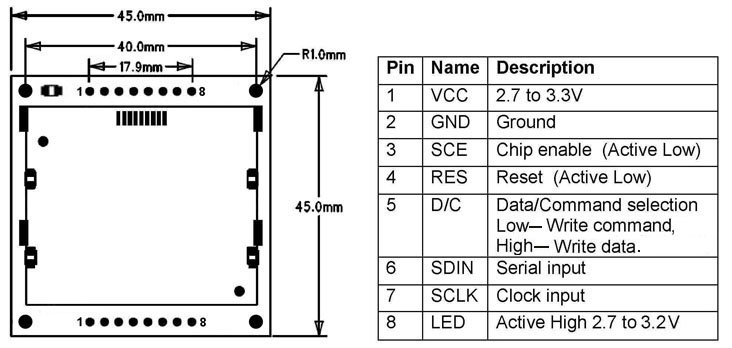 45.0mm
40.0mm
17.9mm
R1.0mm
1 8
45.0mm
1 8
Pin Name Description
1 VCC 2.7 to 3.3V
2 GND Ground
3 SCE Chip enable (Active Low)
4 RES Reset (Active Low)
5 D/C Data/Command selection
Low— Write command,
High— Write data.
6 SDIN Serial input
7 SCLK Clock input
8 LED Active High 2.7 to 3.2V